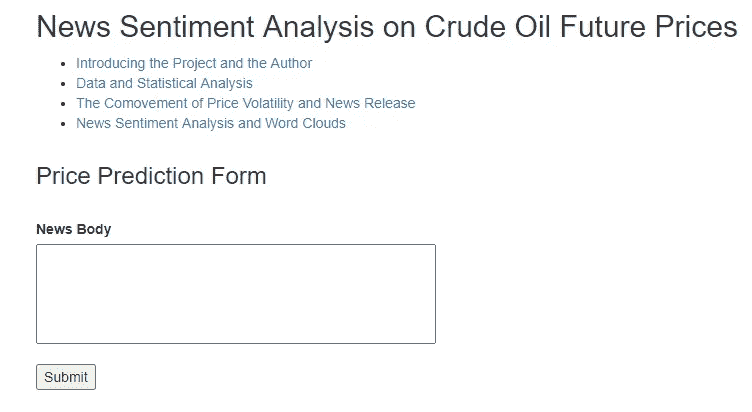 News Sentiment Analysis on Crude Oil Future Prices
Introducing the Project and the Author
Data and Statistical Analysis
The Comovement of Price Volatility and News Release
News Sentiment Analysis and Word Clouds
Price Prediction Form
News Body
Submit